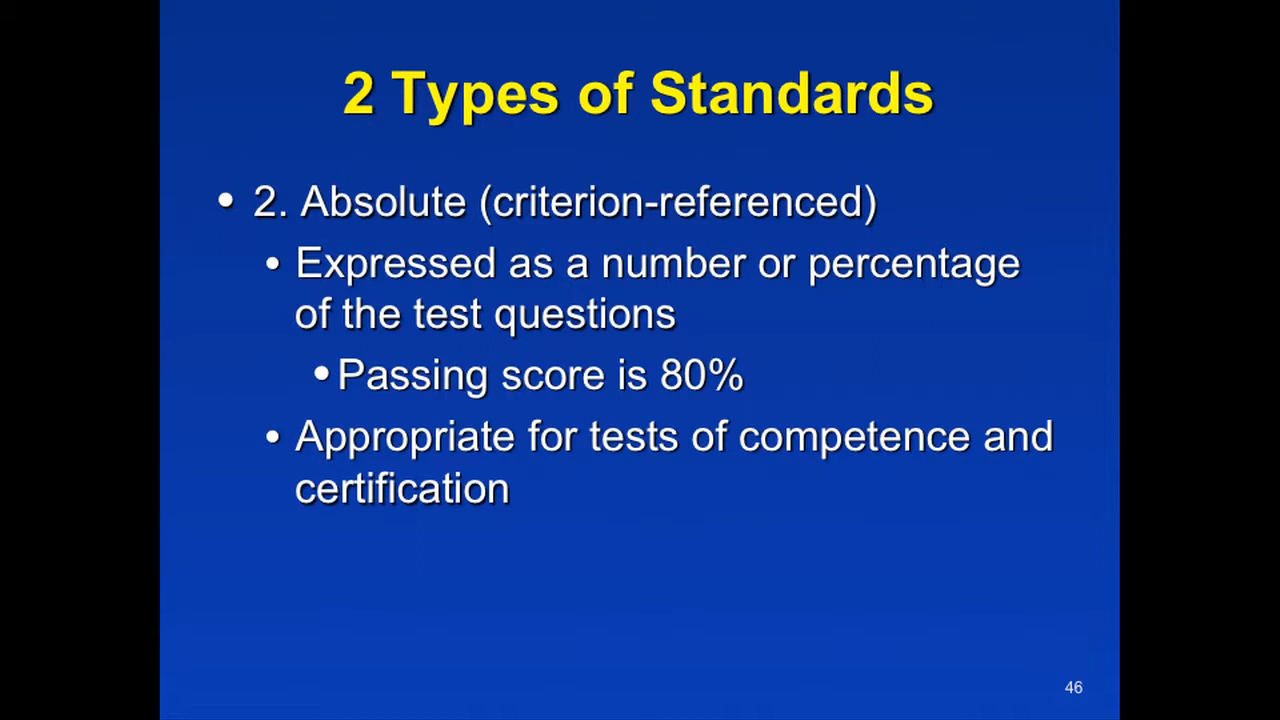 2 Types of Standards
• 2. Absolute (criterion-referenced)
• Expressed as a number or percentage
of the test questions
• Passing score is 80%
• Appropriate for tests of competence and
certification
46